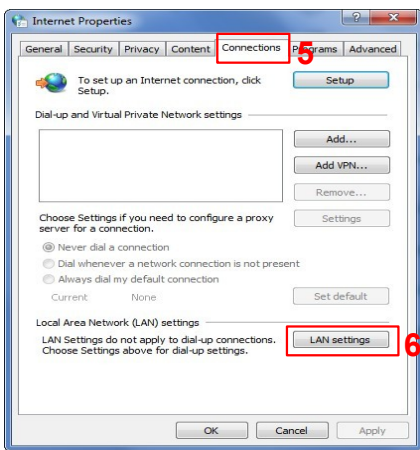 Internet Properties
General Security Privacy Content Connections Programs Advanced
5
To set up an Internet connection, click
Setup.
Setup
Dial-up and Virtual Private Network settings
Add...
Add VPN...
Remove...
Choose Settings if you need to configure a proxy
server for a connection.
Settings
Never dial a connection
Dial whenever a network connection is not present
Always dial my default connection
Current None
Set default
Local Area Network (LAN) settings
LAN Settings do not apply to dial-up connections.
Choose Settings above for dial-up settings.
LAN settings
6
OK Cancel Apply